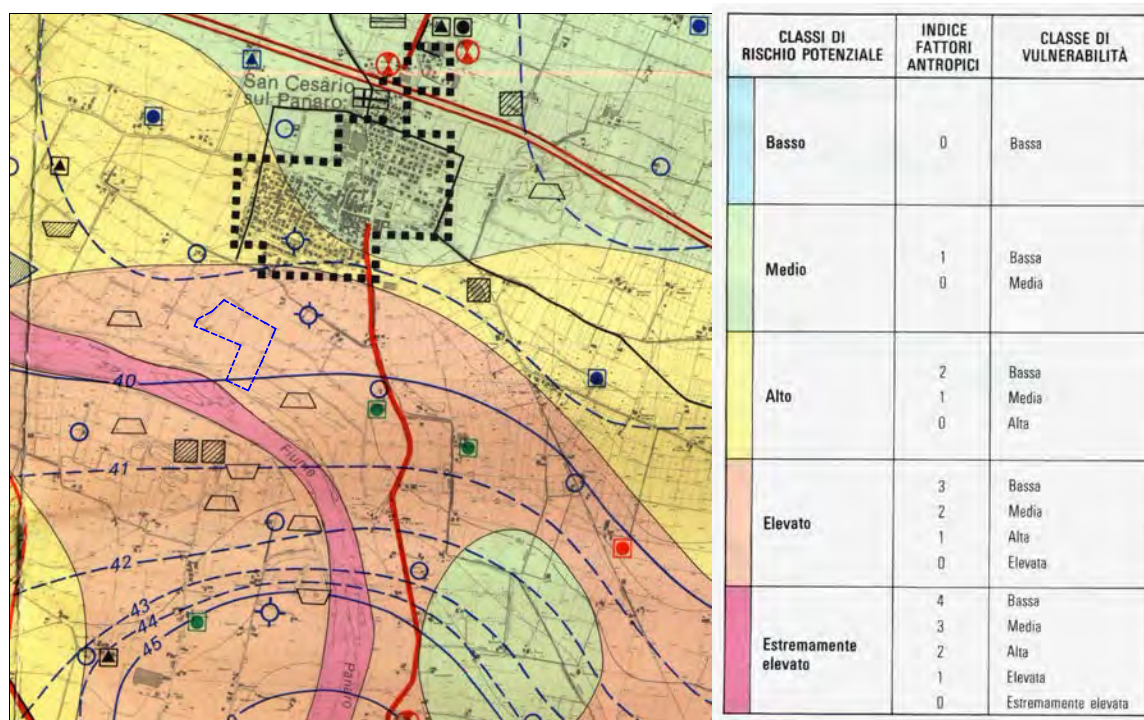 San Cesario
sul Panaro
40
41
42
43
44
45
Fiume
Panaro
CLASSI DI
RISCHIO POTENZIALE
INDICE
FATTORI
ANTROPICI
CLASSE DI
VULNERABILITÀ
Basso
0
Bassa
Medio
1
Bassa
0
Media
Alto
2
Bassa
1
Media
0
Alta
Elevato
3
Bassa
2
Media
1
Alta
0
Elevata
Estremamente
elevato
4
Bassa
3
Media
2
Alta
1
Elevata
0
Estremamente elevata